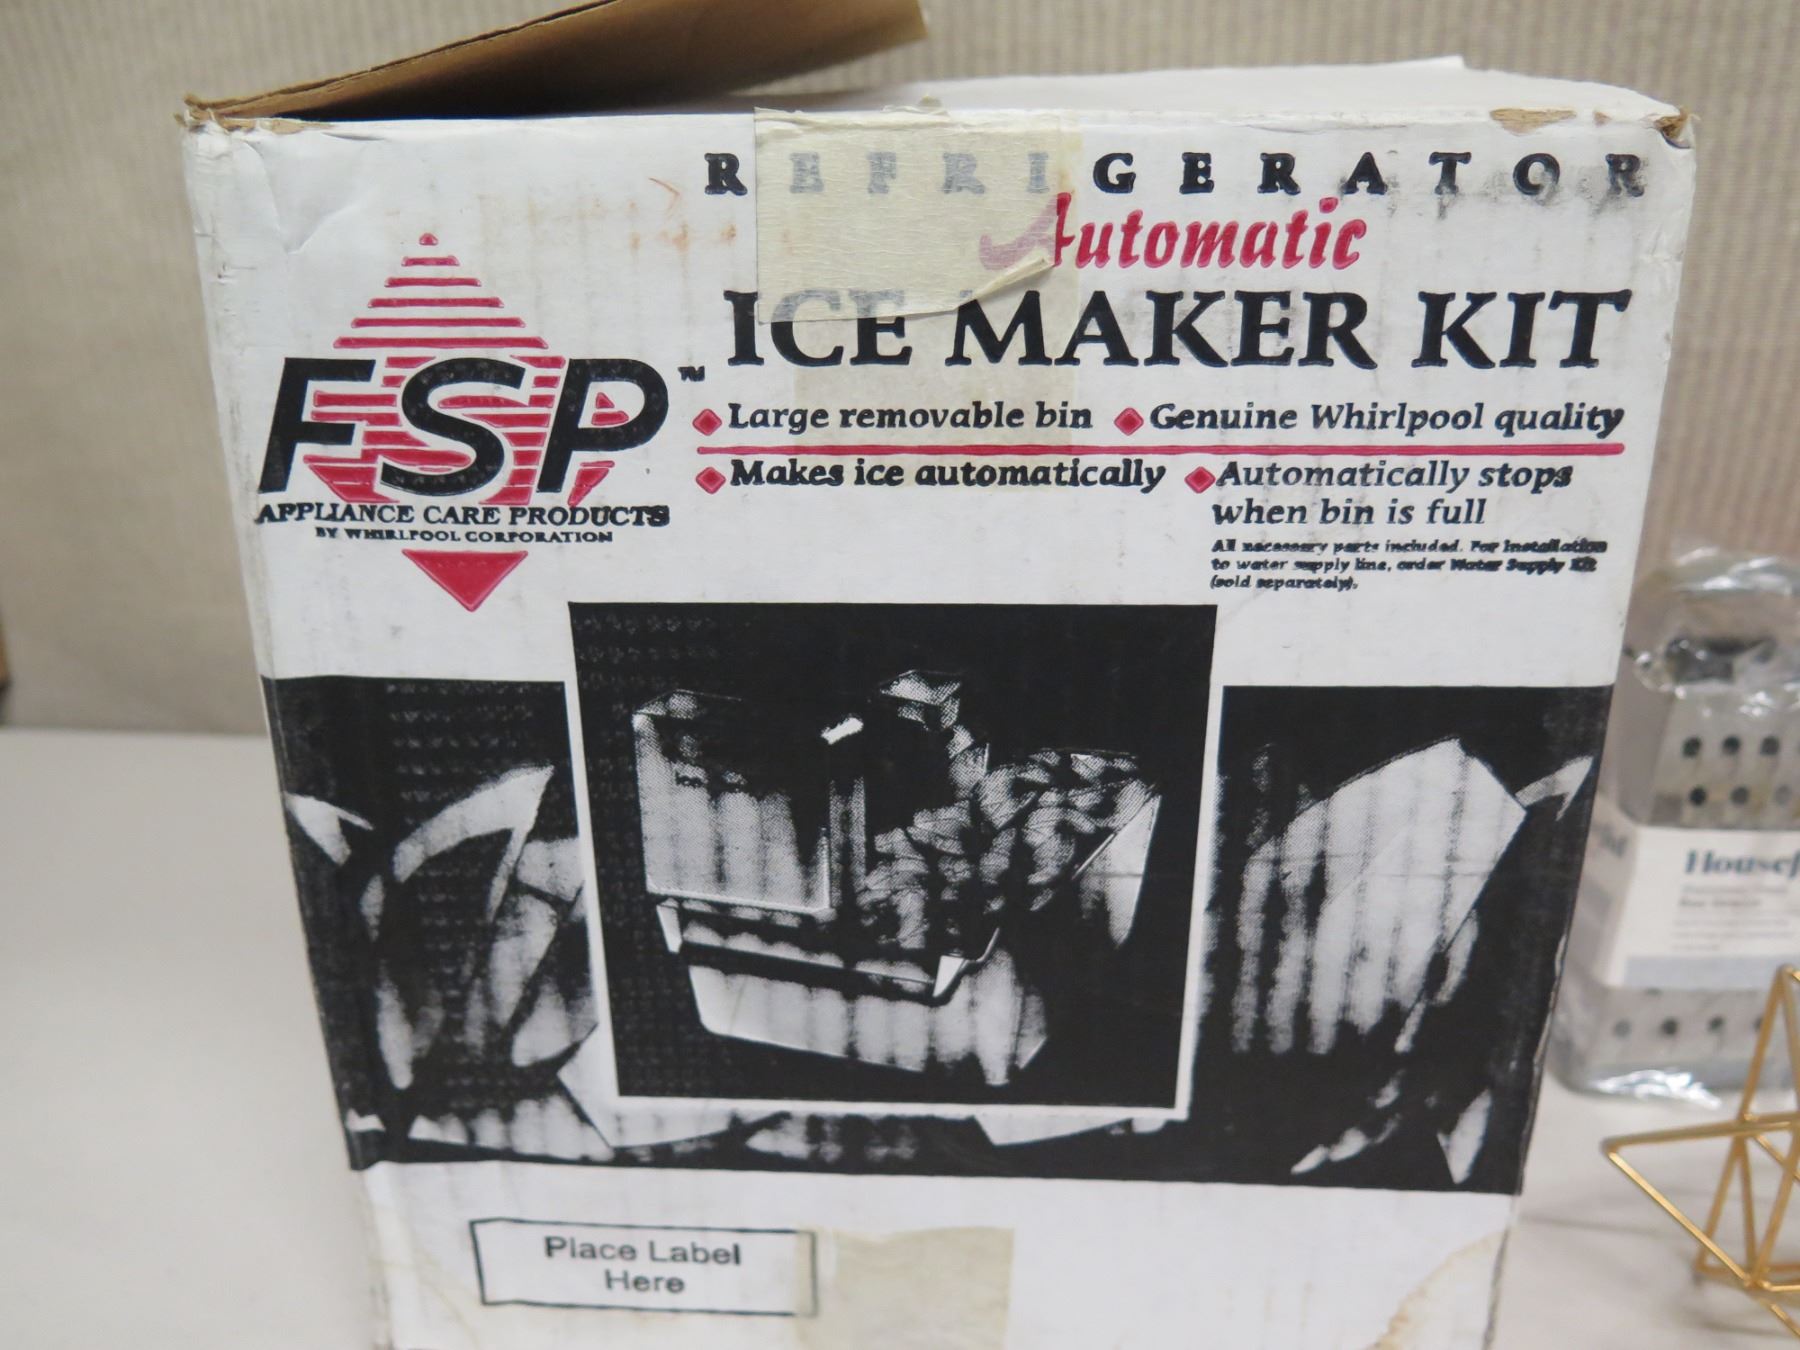 REFRIGERATOR
Automatic
ICE MAKER KIT
FSP™
APPLIANCE CARE PRODUCTS
BY WHIRLPOOL CORPORATION
Large removable bin
Genuine Whirlpool quality
Makes ice automatically
Automatically stops
when bin is full
All necessary parts included. For Installation
to water supply line, order Water Supply Kit
(sold separately).
Ice
Place Label
Here